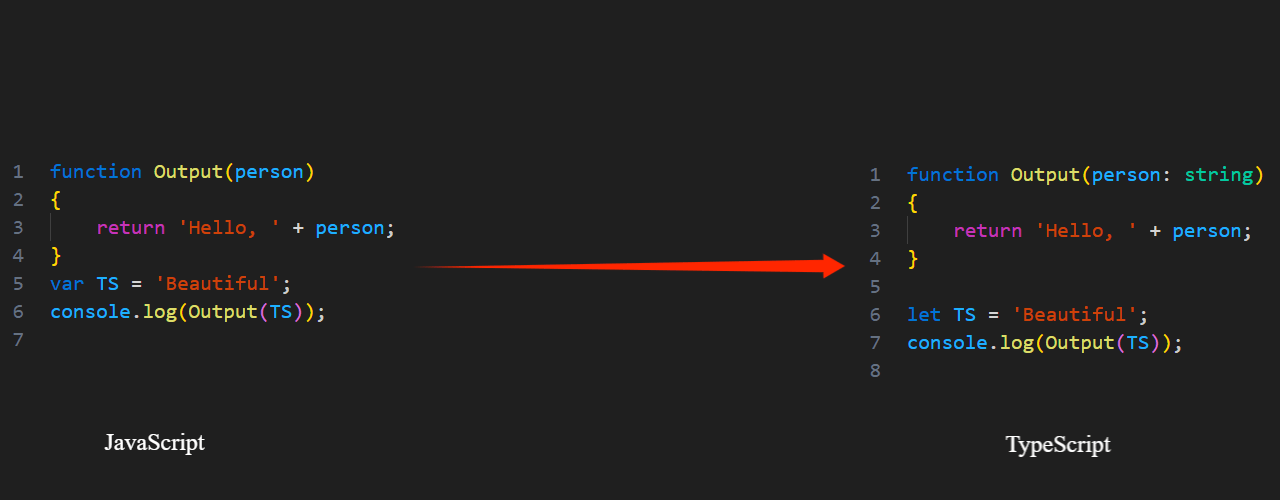 1 function Output(person)
2 {
3     return 'Hello, ' + person;
4 }
5 var TS = 'Beautiful';
6 console.log(Output(TS));
7
JavaScript
1 function Output(person: string)
2 {
3     return 'Hello, ' + person;
4 }
5
6 let TS = 'Beautiful';
7 console.log(Output(TS));
8
TypeScript